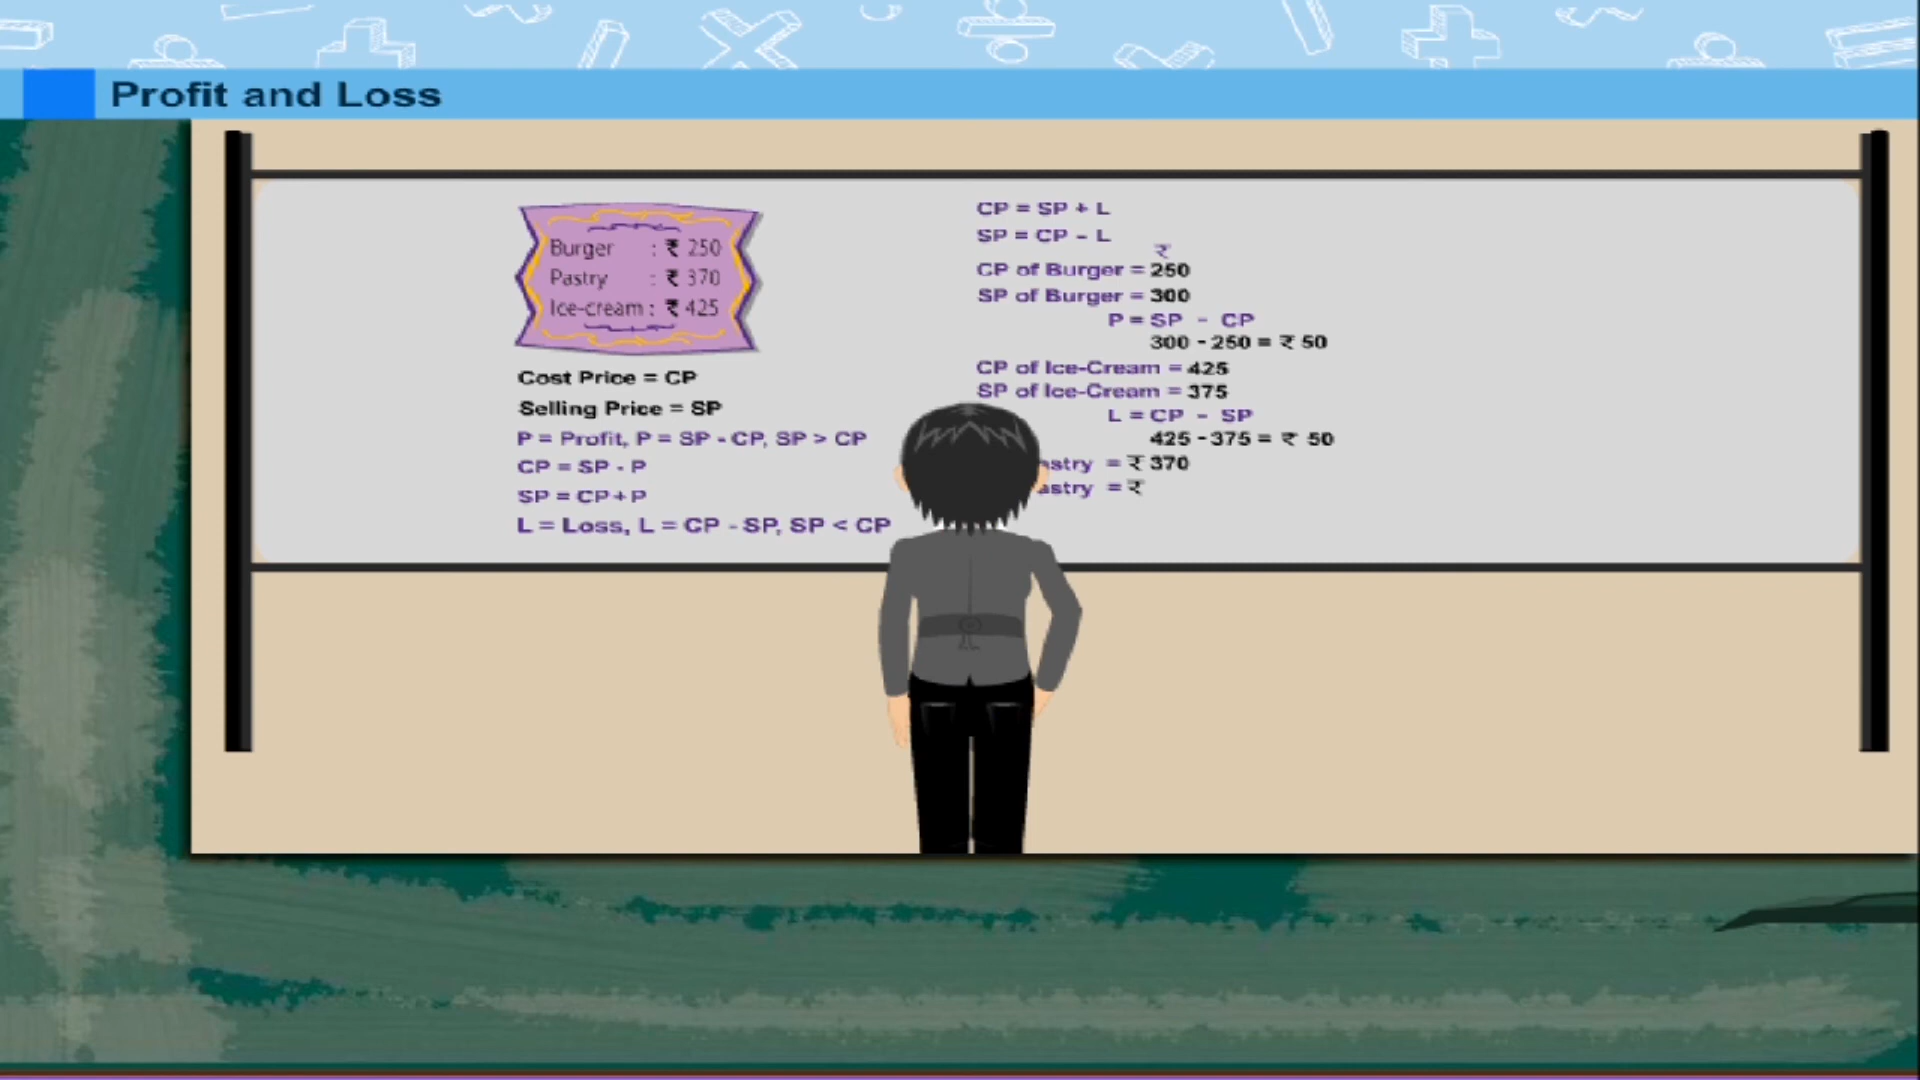 Profit and Loss
Burger : ₹ 250
Pastry : ₹ 370
Ice-cream : ₹ 425
Cost Price = CP
Selling Price = SP
P = Profit, P = SP - CP, SP > CP
CP = SP - P
SP = CP + P
L = Loss, L = CP - SP, SP < CP
CP = SP + L
SP = CP - L
₹
CP of Burger = 250
SP of Burger = 300
P = SP - CP
300 - 250 = ₹ 50
CP of Ice-Cream = 425
SP of Ice-Cream = 375
L = CP - SP
425 - 375 = ₹ 50
astry = ₹ 370
astry = ₹